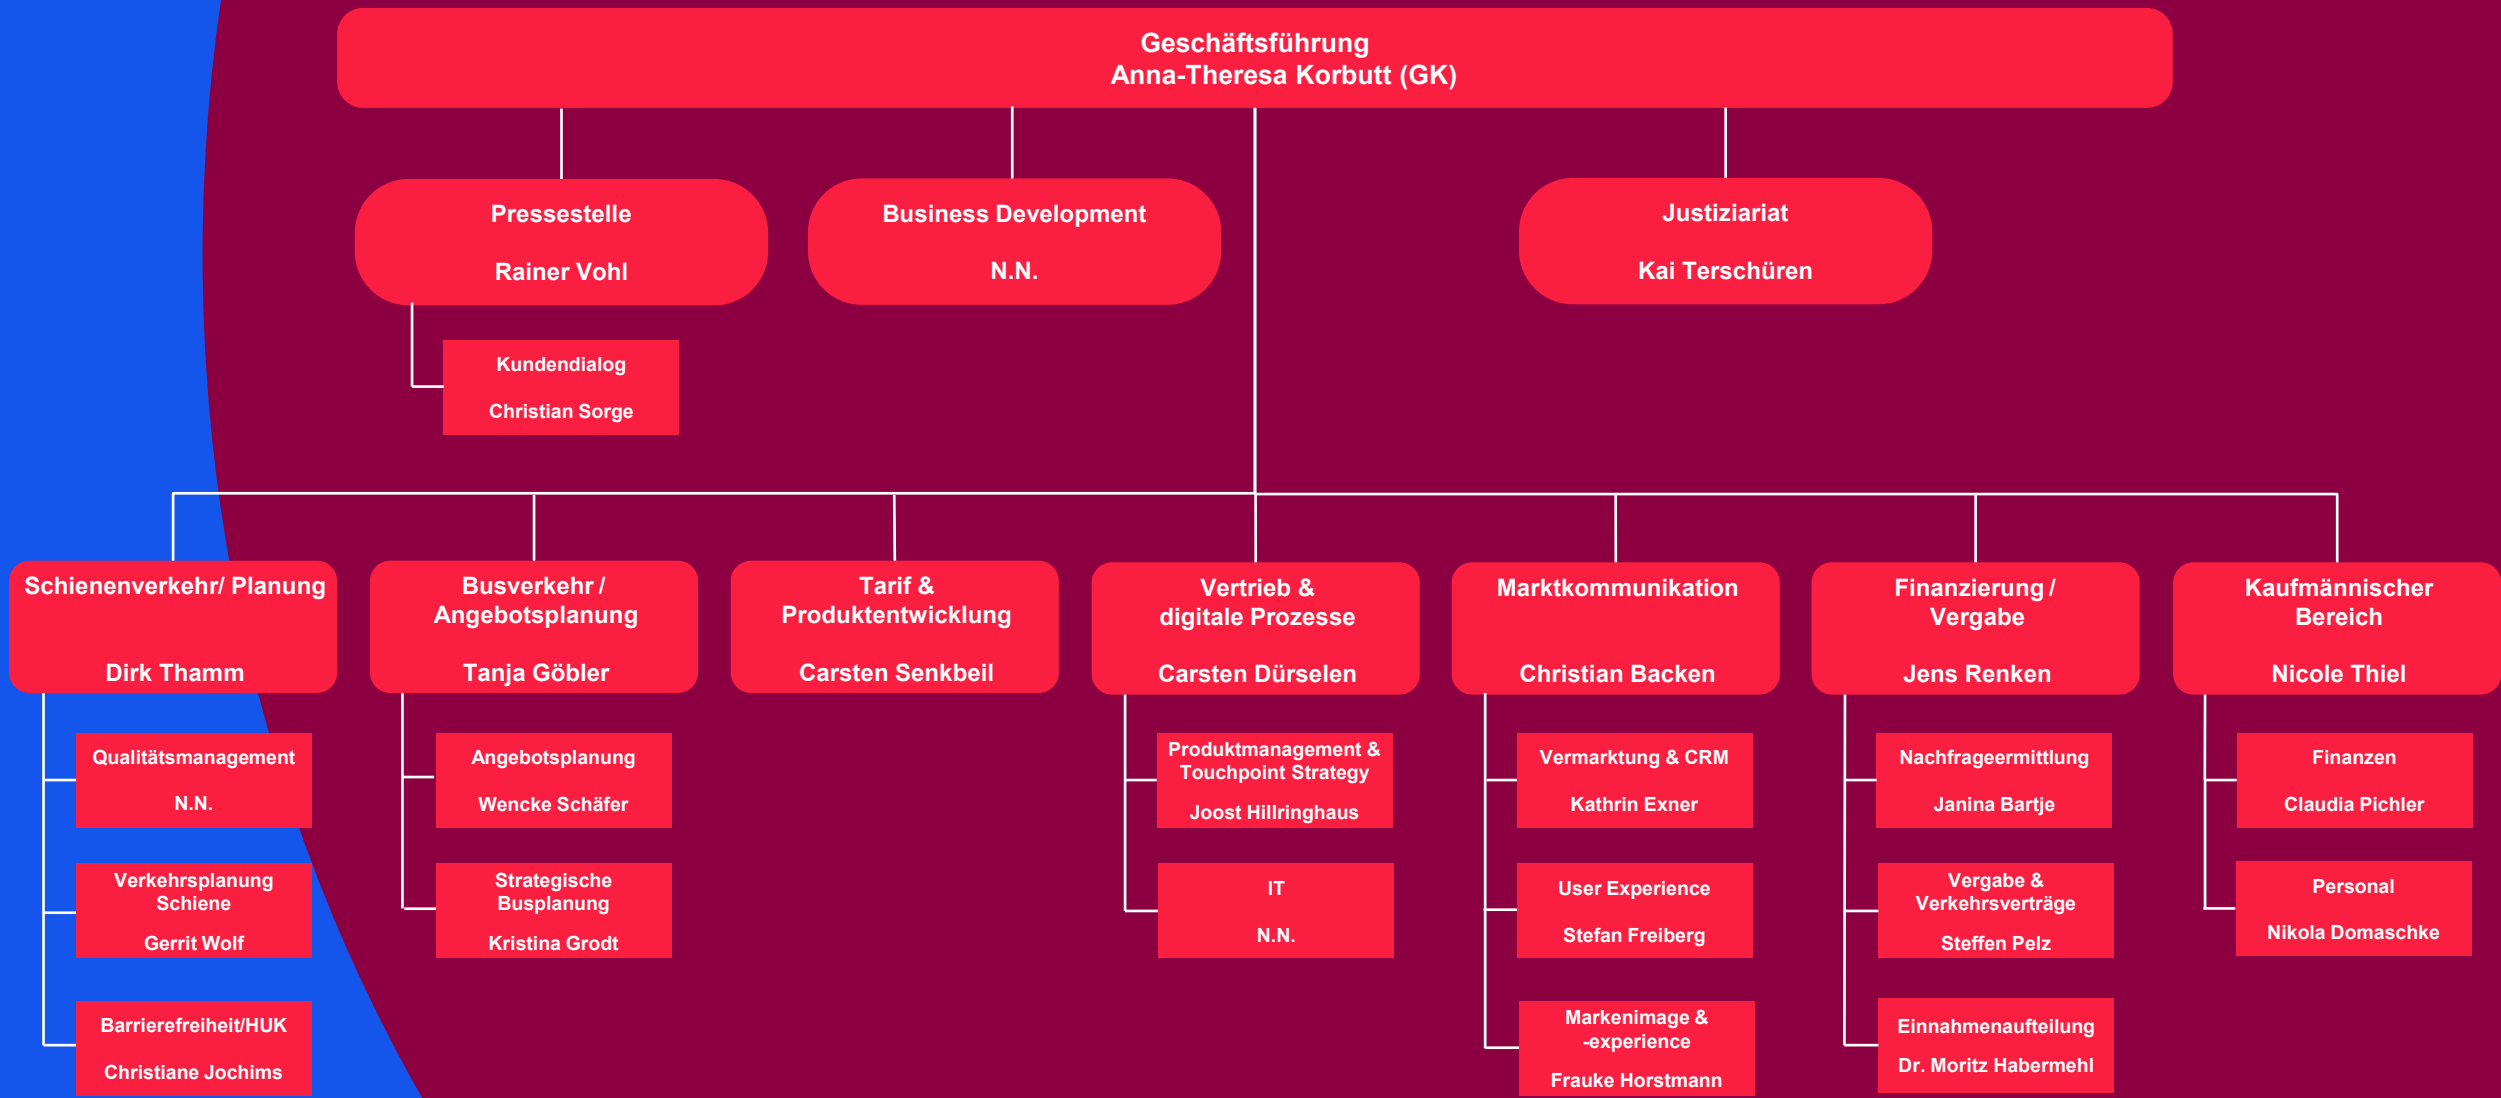 Geschäftsführung
Anna-Theresa Korbutt (GK)
Pressestelle
Rainer Vohl
Business Development
N.N.
Justiziariat
Kai Terschüren
Kundendialog
Christian Sorge
Schienenverkehr/ Planung
Dirk Thamm
Busverkehr /
Angebotsplanung
Tanja Göbler
Tarif &
Produktentwicklung
Carsten Senkbeil
Vertrieb &
digitale Prozesse
Carsten Dürselen
Marktkommunikation
Christian Backen
Finanzierung /
Vergabe
Jens Renken
Kaufmännischer
Bereich
Nicole Thiel
Qualitätsmanagement
N.N.
Verkehrsplanung
Schiene
Gerrit Wolf
Barrierefreiheit/HUK
Christiane Jochims
Angebotsplanung
Wencke Schäfer
Strategische
Busplanung
Kristina Grodt
Produktmanagement &
Touchpoint Strategy
Joost Hillringhaus
IT
N.N.
Vermarktung & CRM
Kathrin Exner
User Experience
Stefan Freiberg
Markenimage &
-experience
Frauke Horstmann
Nachfrageermittlung
Janina Bartje
Vergabe &
Verkehrsverträge
Steffen Pelz
Einnahmenaufteilung
Dr. Moritz Habermehl
Finanzen
Claudia Pichler
Personal
Nikola Domaschke